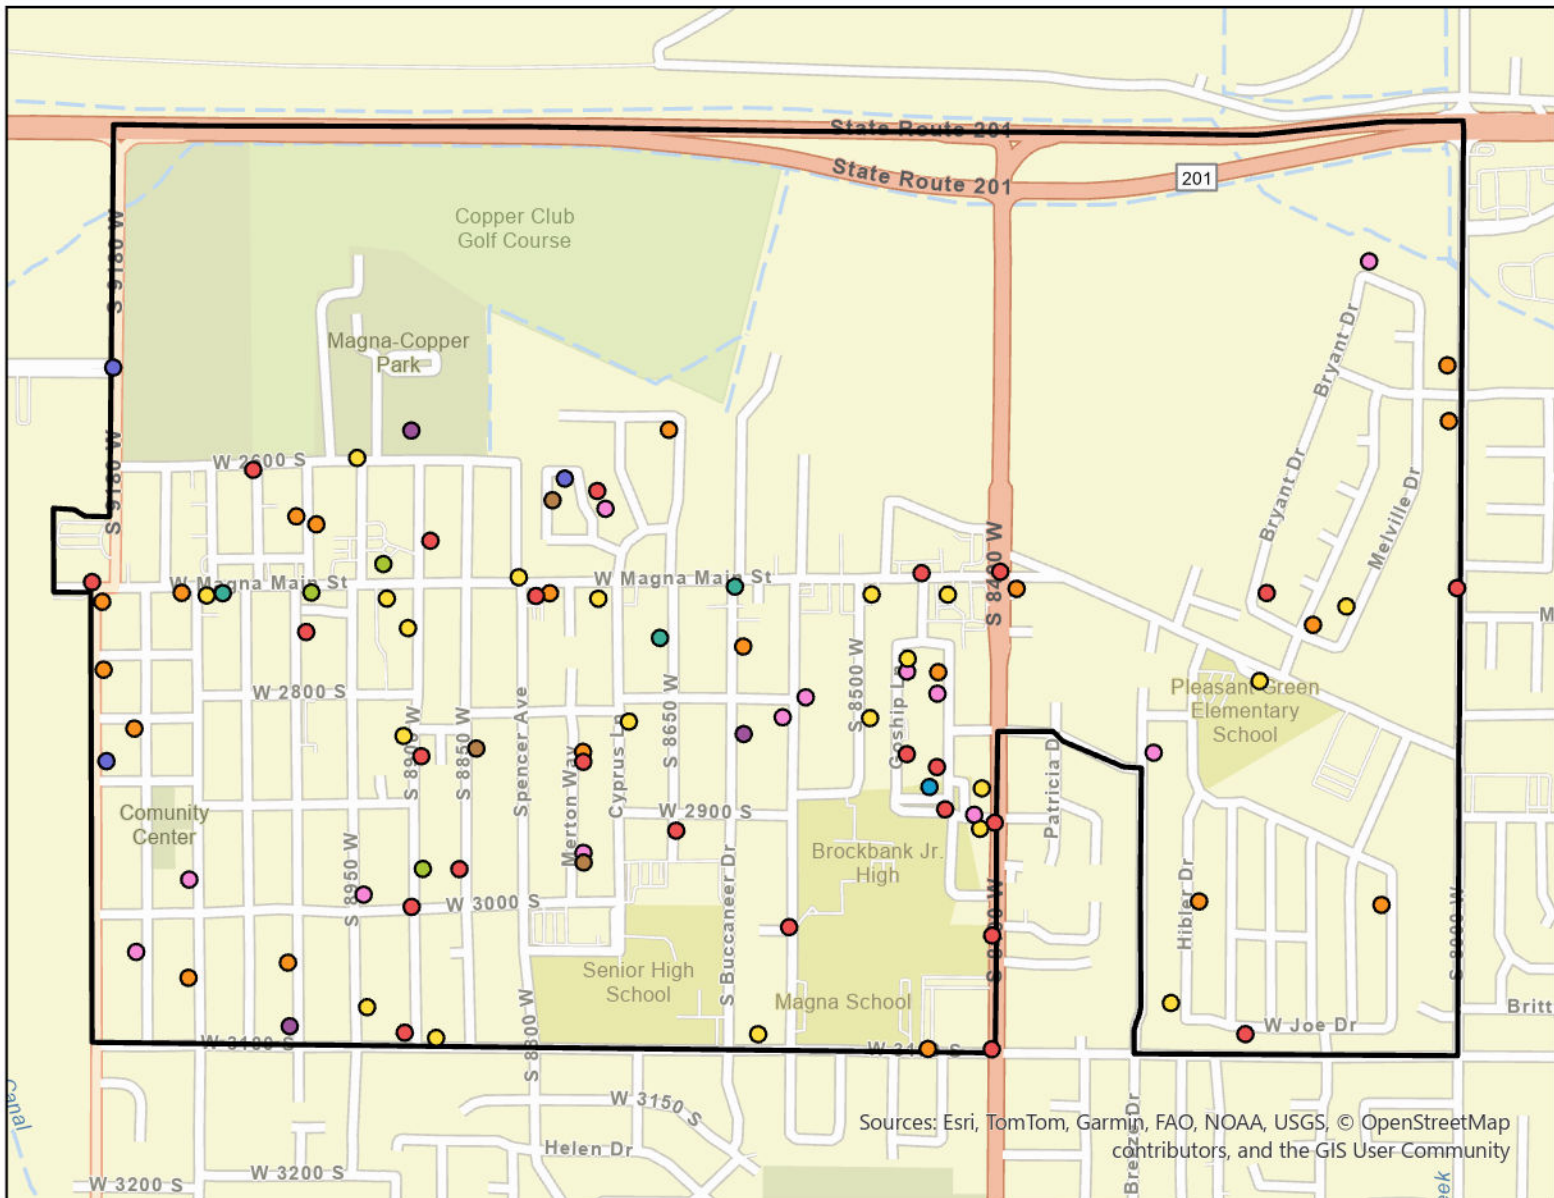 State Route 201
State Route 201
201
S 9180 W
Copper Club
Golf Course
Magna-Copper
Park
Bryant Dr
S 9180 W
W 2600 S
Bryant Dr
Melville Dr
W Magna Main St
W Magna Main St
S 8400 W
M
W 2800 S
S 8650 W
S 8500 W
Goship Ln
Pleasant Green
Elementary
School
S 8900 W
S 8850 W
Spencer Ave
Merton Way
Cyprus Ln
Patricia D
Comunity
Center
W 2900 S
S 8950 W
Brockbank Jr.
High
S Buccaneer Dr
W 3000 S
S 8400 W
Hibler Dr
S 8000 W
Senior High
School
Magna School
W Joe Dr
Britt
W 3100 S
S 8800 W
W 3100 S
Canal
W 3150 S
Helen Dr
Breeze Dr
W 3200 S
W 3200 S
eek
Sources: Esri, TomTom, Garmin, FAO, NOAA, USGS, © OpenStreetMap
contributors, and the GIS User Community